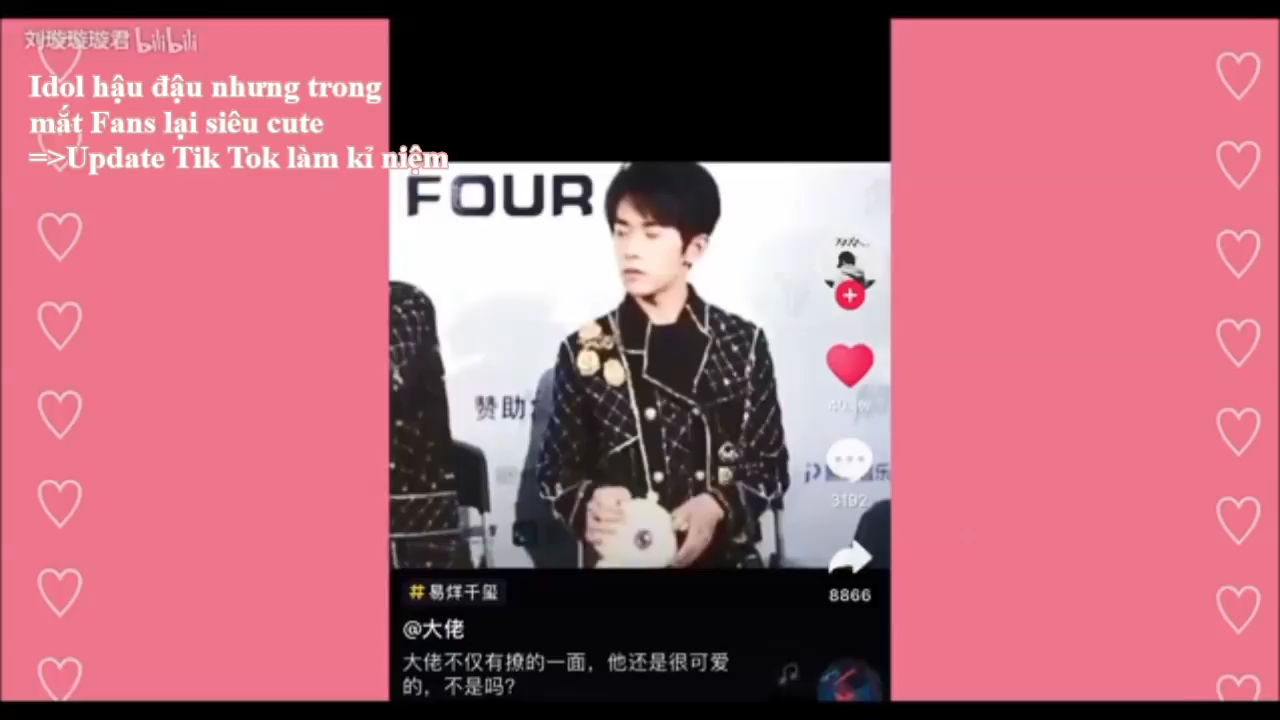 刘璇璇璇君 bilibili
Idol hậu đậu nhưng trong
mắt Fans lại siêu cute
=>Update Tik Tok làm kỉ niệm
FOUR
赞助
3192
8866
#易烊千玺
@大佬
大佬不仅有撩的一面，他还是很可爱
的，不是吗？